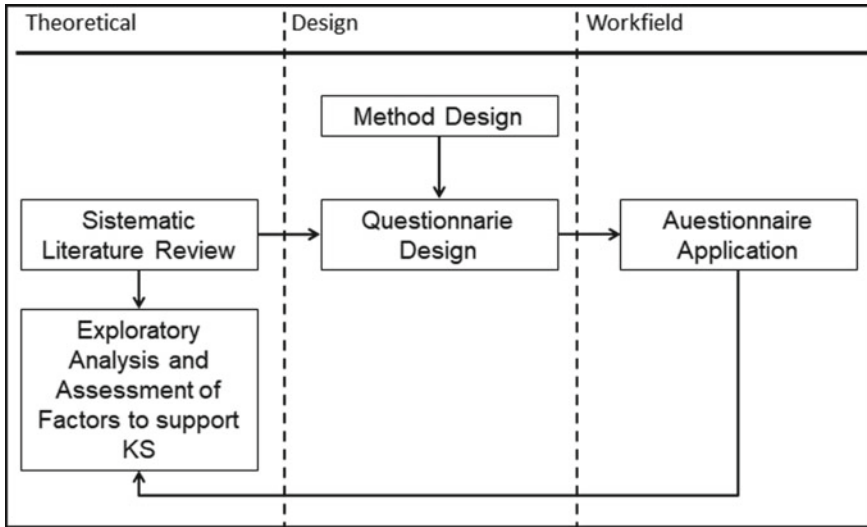 Theoretical
Design
Workfield
Method Design
Sistematic
Literature Review
Questionnarie
Design
Auestionnaire
Application
Exploratory
Analysis and
Assessment of
Factors to support
KS